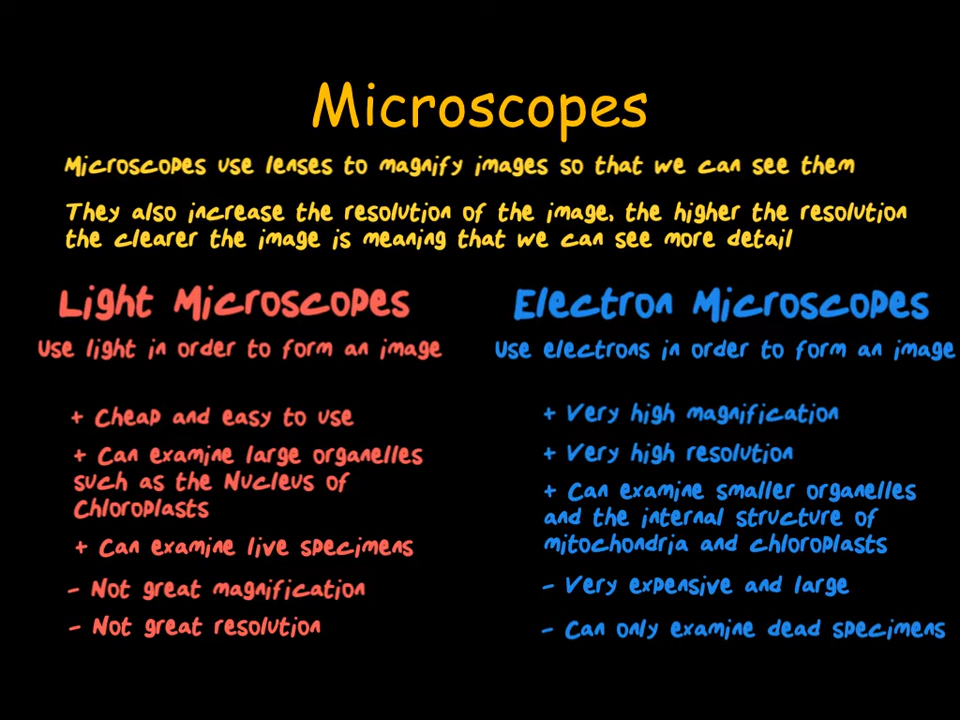 Microscopes
Microscopes use lenses to magnify images so that we can see them
They also increase the resolution of the image, the higher the resolution
the clearer the image is meaning that we can see more detail
Light Microscopes
Use light in order to form an image
+ Cheap and easy to use
+ Can examine large organelles
such as the Nucleus of
Chloroplasts
+ Can examine live specimens
- Not great magnification
- Not great resolution
Electron Microscopes
Use electrons in order to form an image
+ Very high magnification
+ Very high resolution
+ Can examine smaller organelles
and the internal structure of
mitochondria and chloroplasts
- Very expensive and large
- Can only examine dead specimens